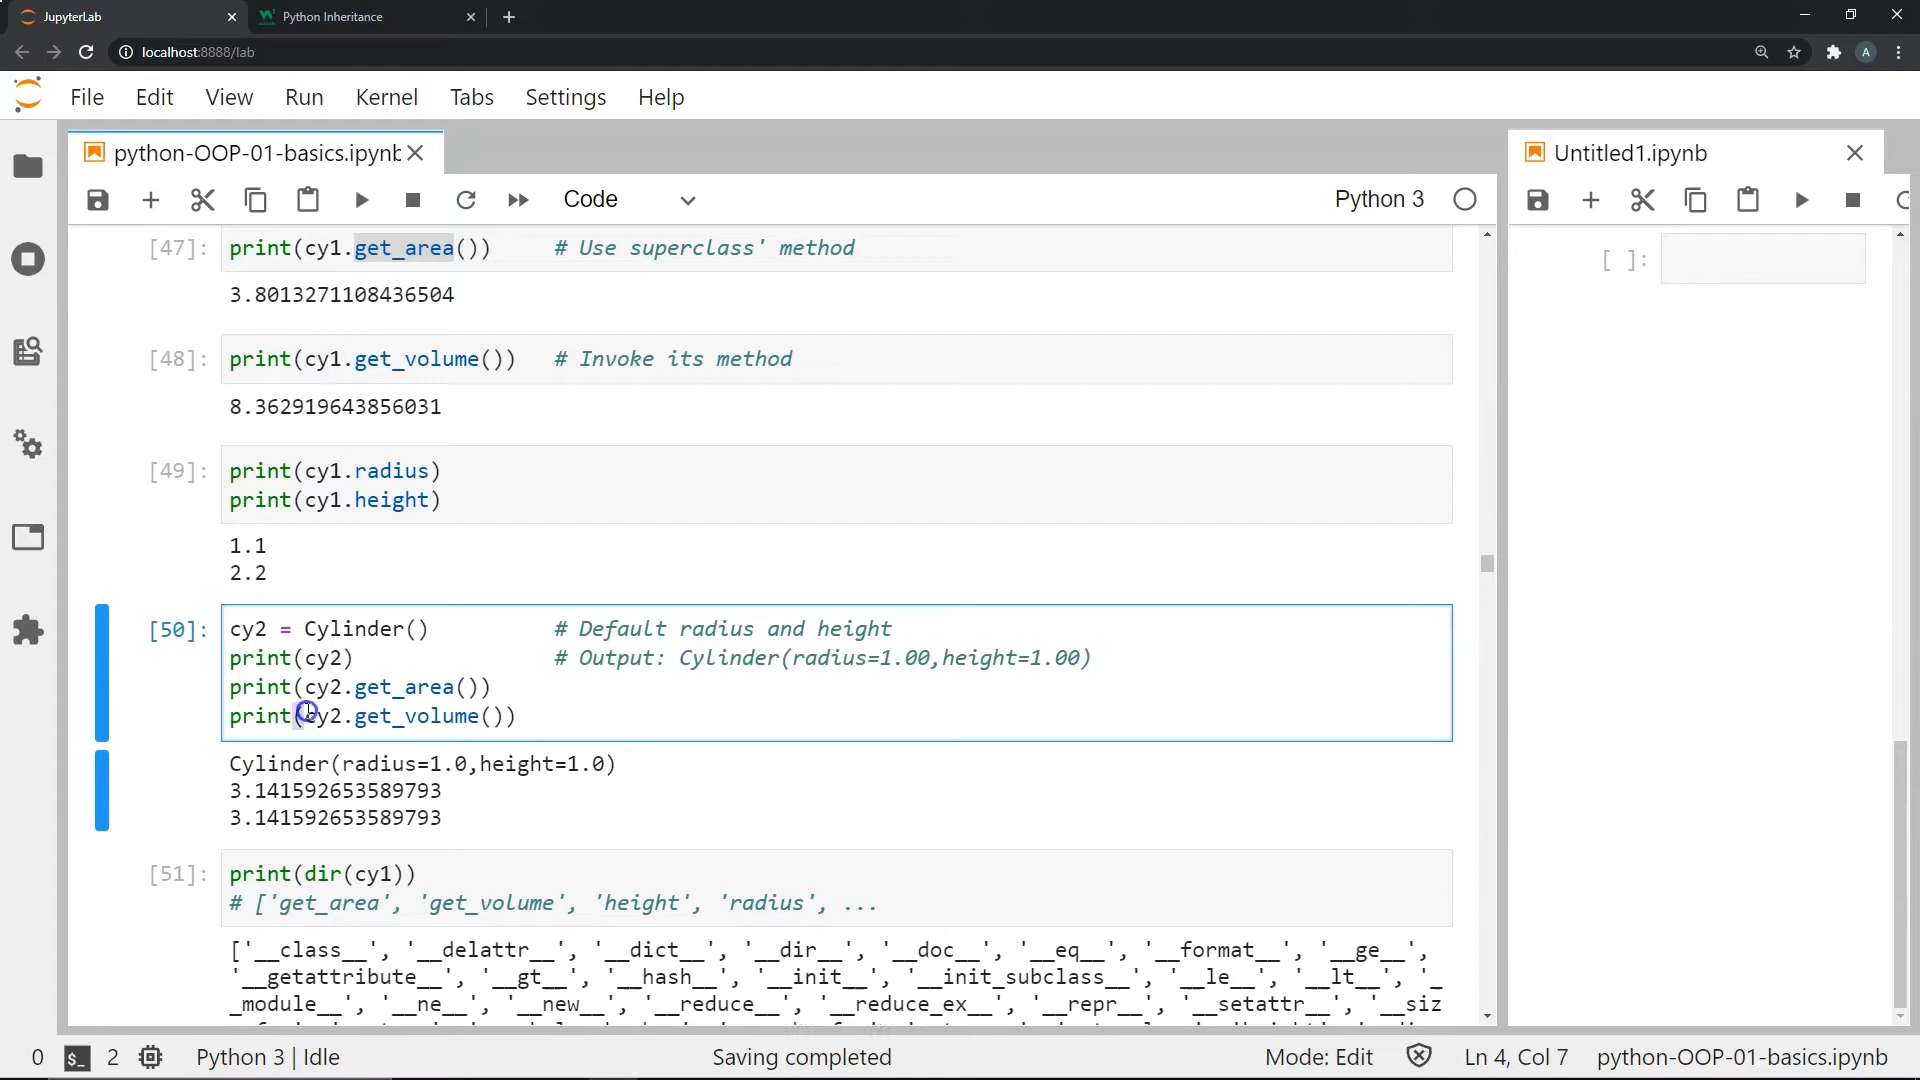 JupyterLab
Python Inheritance
localhost:8888/lab
A
File Edit View Run Kernel Tabs Settings Help
python-OOP-01-basics.ipynb
Untitled1.ipynb
Code
Python 3
[47]: print(cy1.get_area())     # Use superclass' method
3.8013271108436504
[ ]:
[48]: print(cy1.get_volume())   # Invoke its method
8.362919643856031
[49]: print(cy1.radius)
print(cy1.height)
1.1
2.2
[50]: cy2 = Cylinder()          # Default radius and height
print(cy2)                # Output: Cylinder(radius=1.00,height=1.00)
print(cy2.get_area())
print(cy2.get_volume())
Cylinder(radius=1.0,height=1.0)
3.141592653589793
3.141592653589793
[51]: print(dir(cy1))
# ['get_area', 'get_volume', 'height', 'radius', ...
['__class__', '__delattr__', '__dict__', '__dir__', '__doc__', '__eq__', '__format__', '__ge__',
'__getattribute__', '__gt__', '__hash__', '__init__', '__init_subclass__', '__le__', '__lt__', '_
_module__', '__ne__', '__new__', '__reduce__', '__reduce_ex__', '__repr__', '__setattr__', '__siz
0 $_ 2 Python 3 | Idle Saving completed Mode: Edit Ln 4, Col 7 python-OOP-01-basics.ipynb